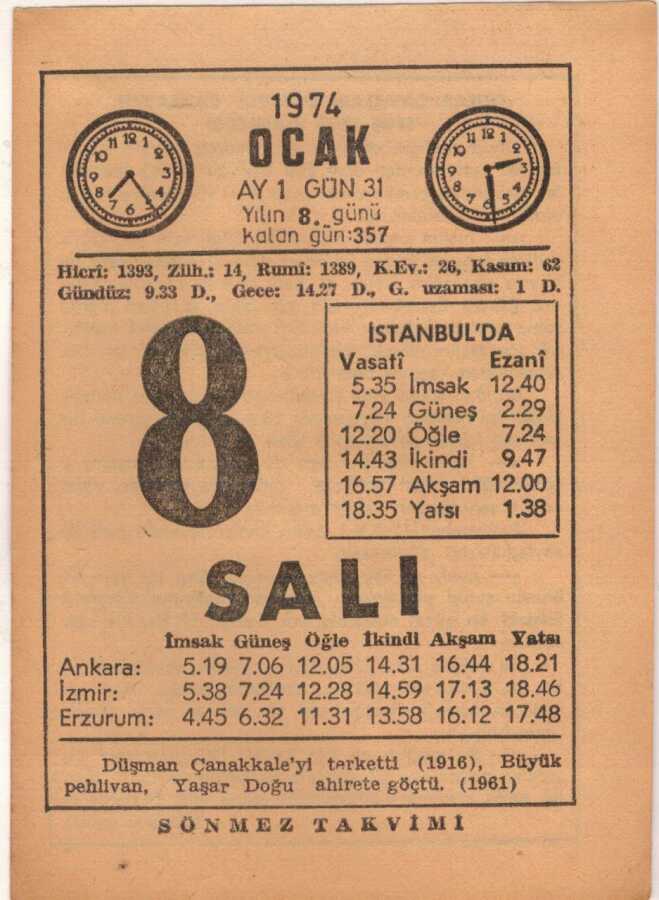 1974
OCAK
AY 1 GÜN 31
Yılın 8. günü
kalan gün:357
Hicrî: 1393, Zilh.: 14, Rumî: 1389, K.Ev.: 26, Kasım: 62
Gündüz: 9.33 D., Gece: 14.27 D., G. uzaması: 1 D.
8
İSTANBUL'DA
Vasatî Ezanî
5.35 İmsak 12.40
7.24 Güneş 2.29
12.20 Öğle 7.24
14.43 İkindi 9.47
16.57 Akşam 12.00
18.35 Yatsı 1.38
SALI
İmsak Güneş Öğle İkindi Akşam Yatsı
Ankara: 5.19 7.06 12.05 14.31 16.44 18.21
İzmir: 5.38 7.24 12.28 14.59 17.13 18.46
Erzurum: 4.45 6.32 11.31 13.58 16.12 17.48
Düşman Çanakkale'yi terketti (1916), Büyük
pehlivan, Yaşar Doğu ahirete göçtü. (1961)
SÖNMEZ TAKVİMİ